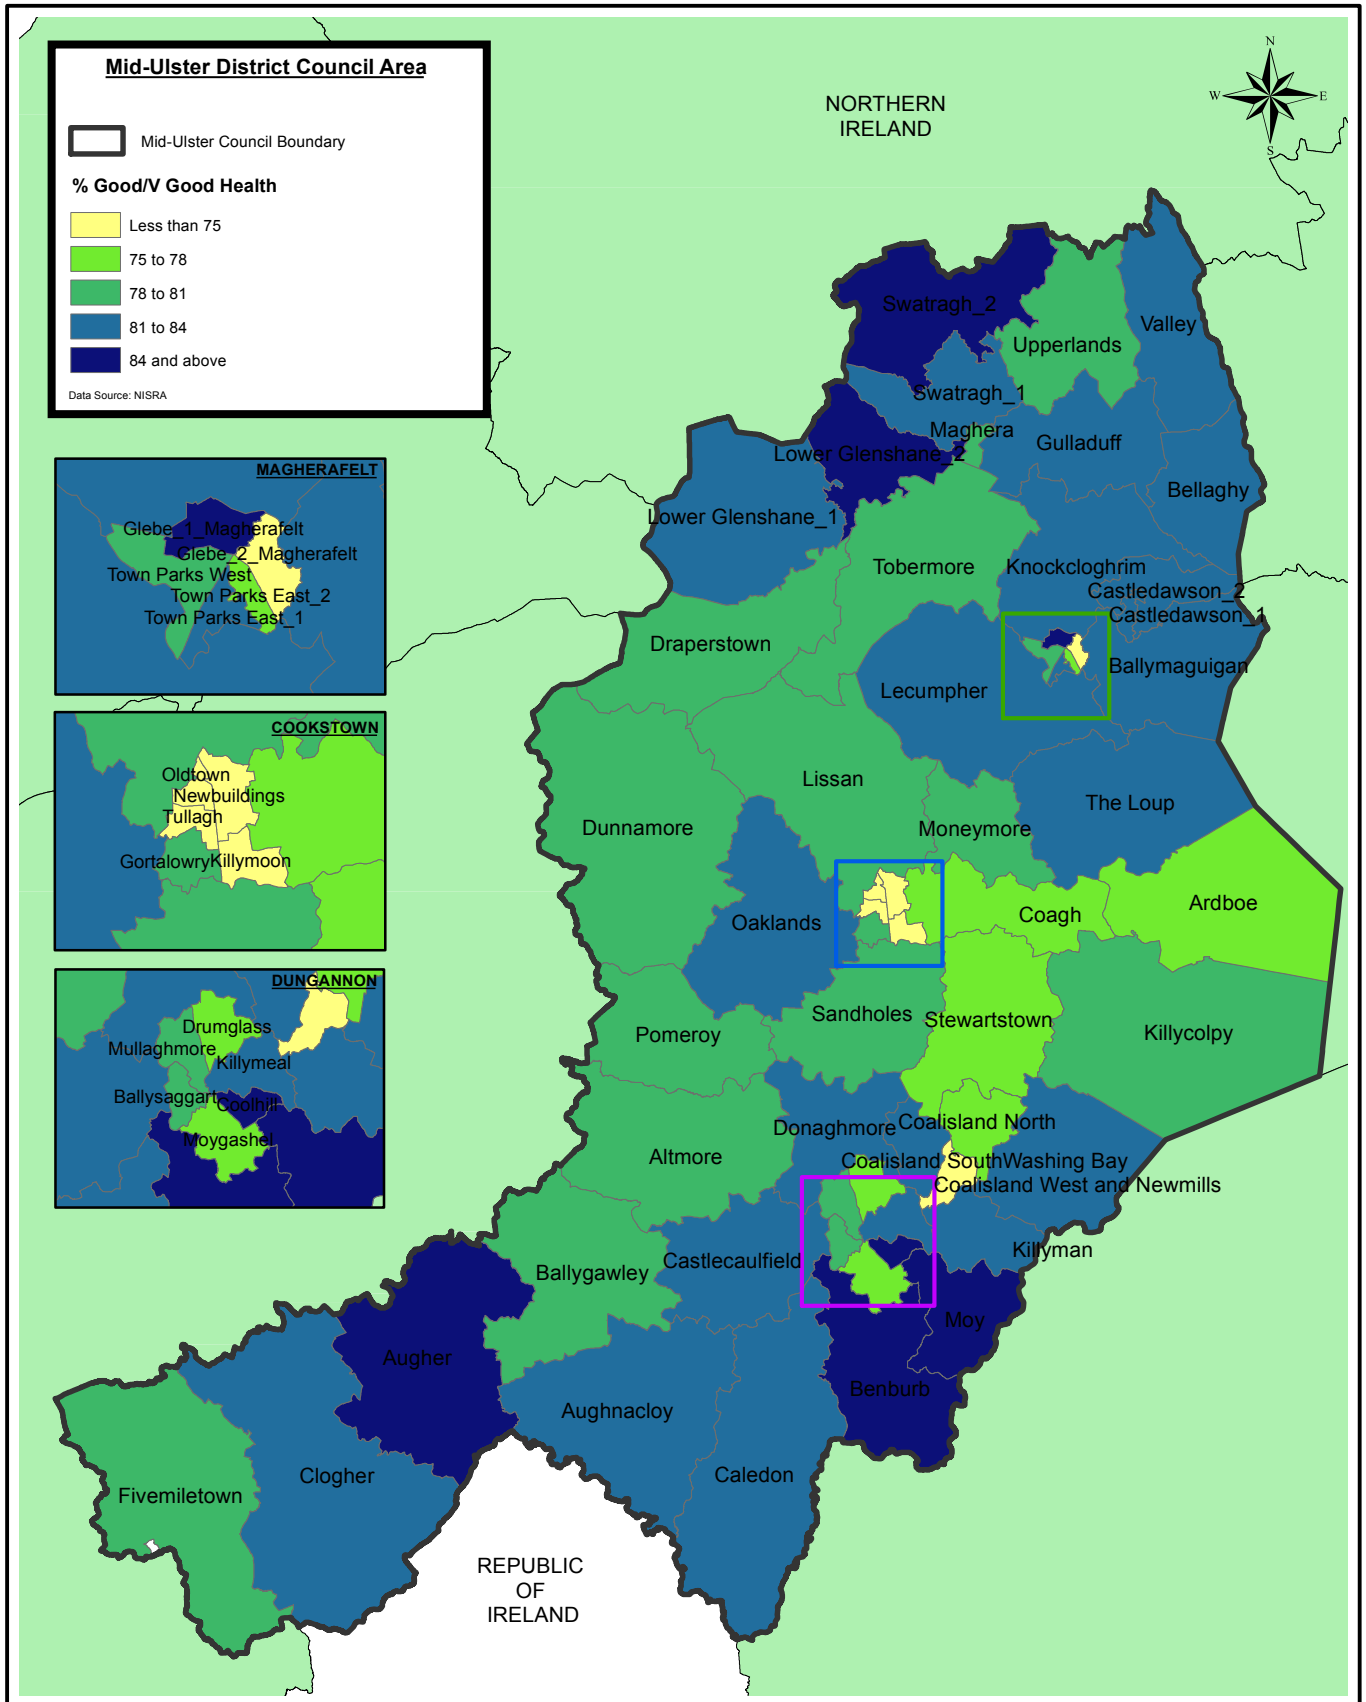 Mid-Ulster District Council Area
Mid-Ulster Council Boundary
% Good/V Good Health
Less than 75
75 to 78
78 to 81
81 to 84
84 and above
Data Source: NISRA
NORTHERN
IRELAND
N
W
E
S
MAGHERAFELT
Glebe_1_Magherafelt
Glebe_2_Magherafelt
Town Parks West
Town Parks East_2
Town Parks East_1
COOKSTOWN
Oldtown
Newbuildings
Tullagh
Gortalowry
Killymoon
DUNGANNON
Drumglass
Mullaghmore
Killymeal
Ballysaggart
Coolhill
Moygashel
Swatragh_2
Valley
Upperlands
Swatragh_1
Maghera
Gulladuff
Lower Glenshane_2
Bellaghy
Lower Glenshane_1
Tobermore
Knockcloghrim
Castledawson_2
Castledawson_1
Draperstown
Ballymaguigan
Lecumpher
Lissan
The Loup
Dunnamore
Moneymore
Ardboe
Coagh
Oaklands
Sandholes
Stewartstown
Killycolpy
Pomeroy
Donaghmore
Coalisland North
Altmore
Coalisland South
Washing Bay
Coalisland West and Newmills
Killyman
Castlecaulfield
Ballygawley
Moy
Augher
Benburb
Aughnacloy
Caledon
Clogher
Fivemiletown
REPUBLIC
OF
IRELAND